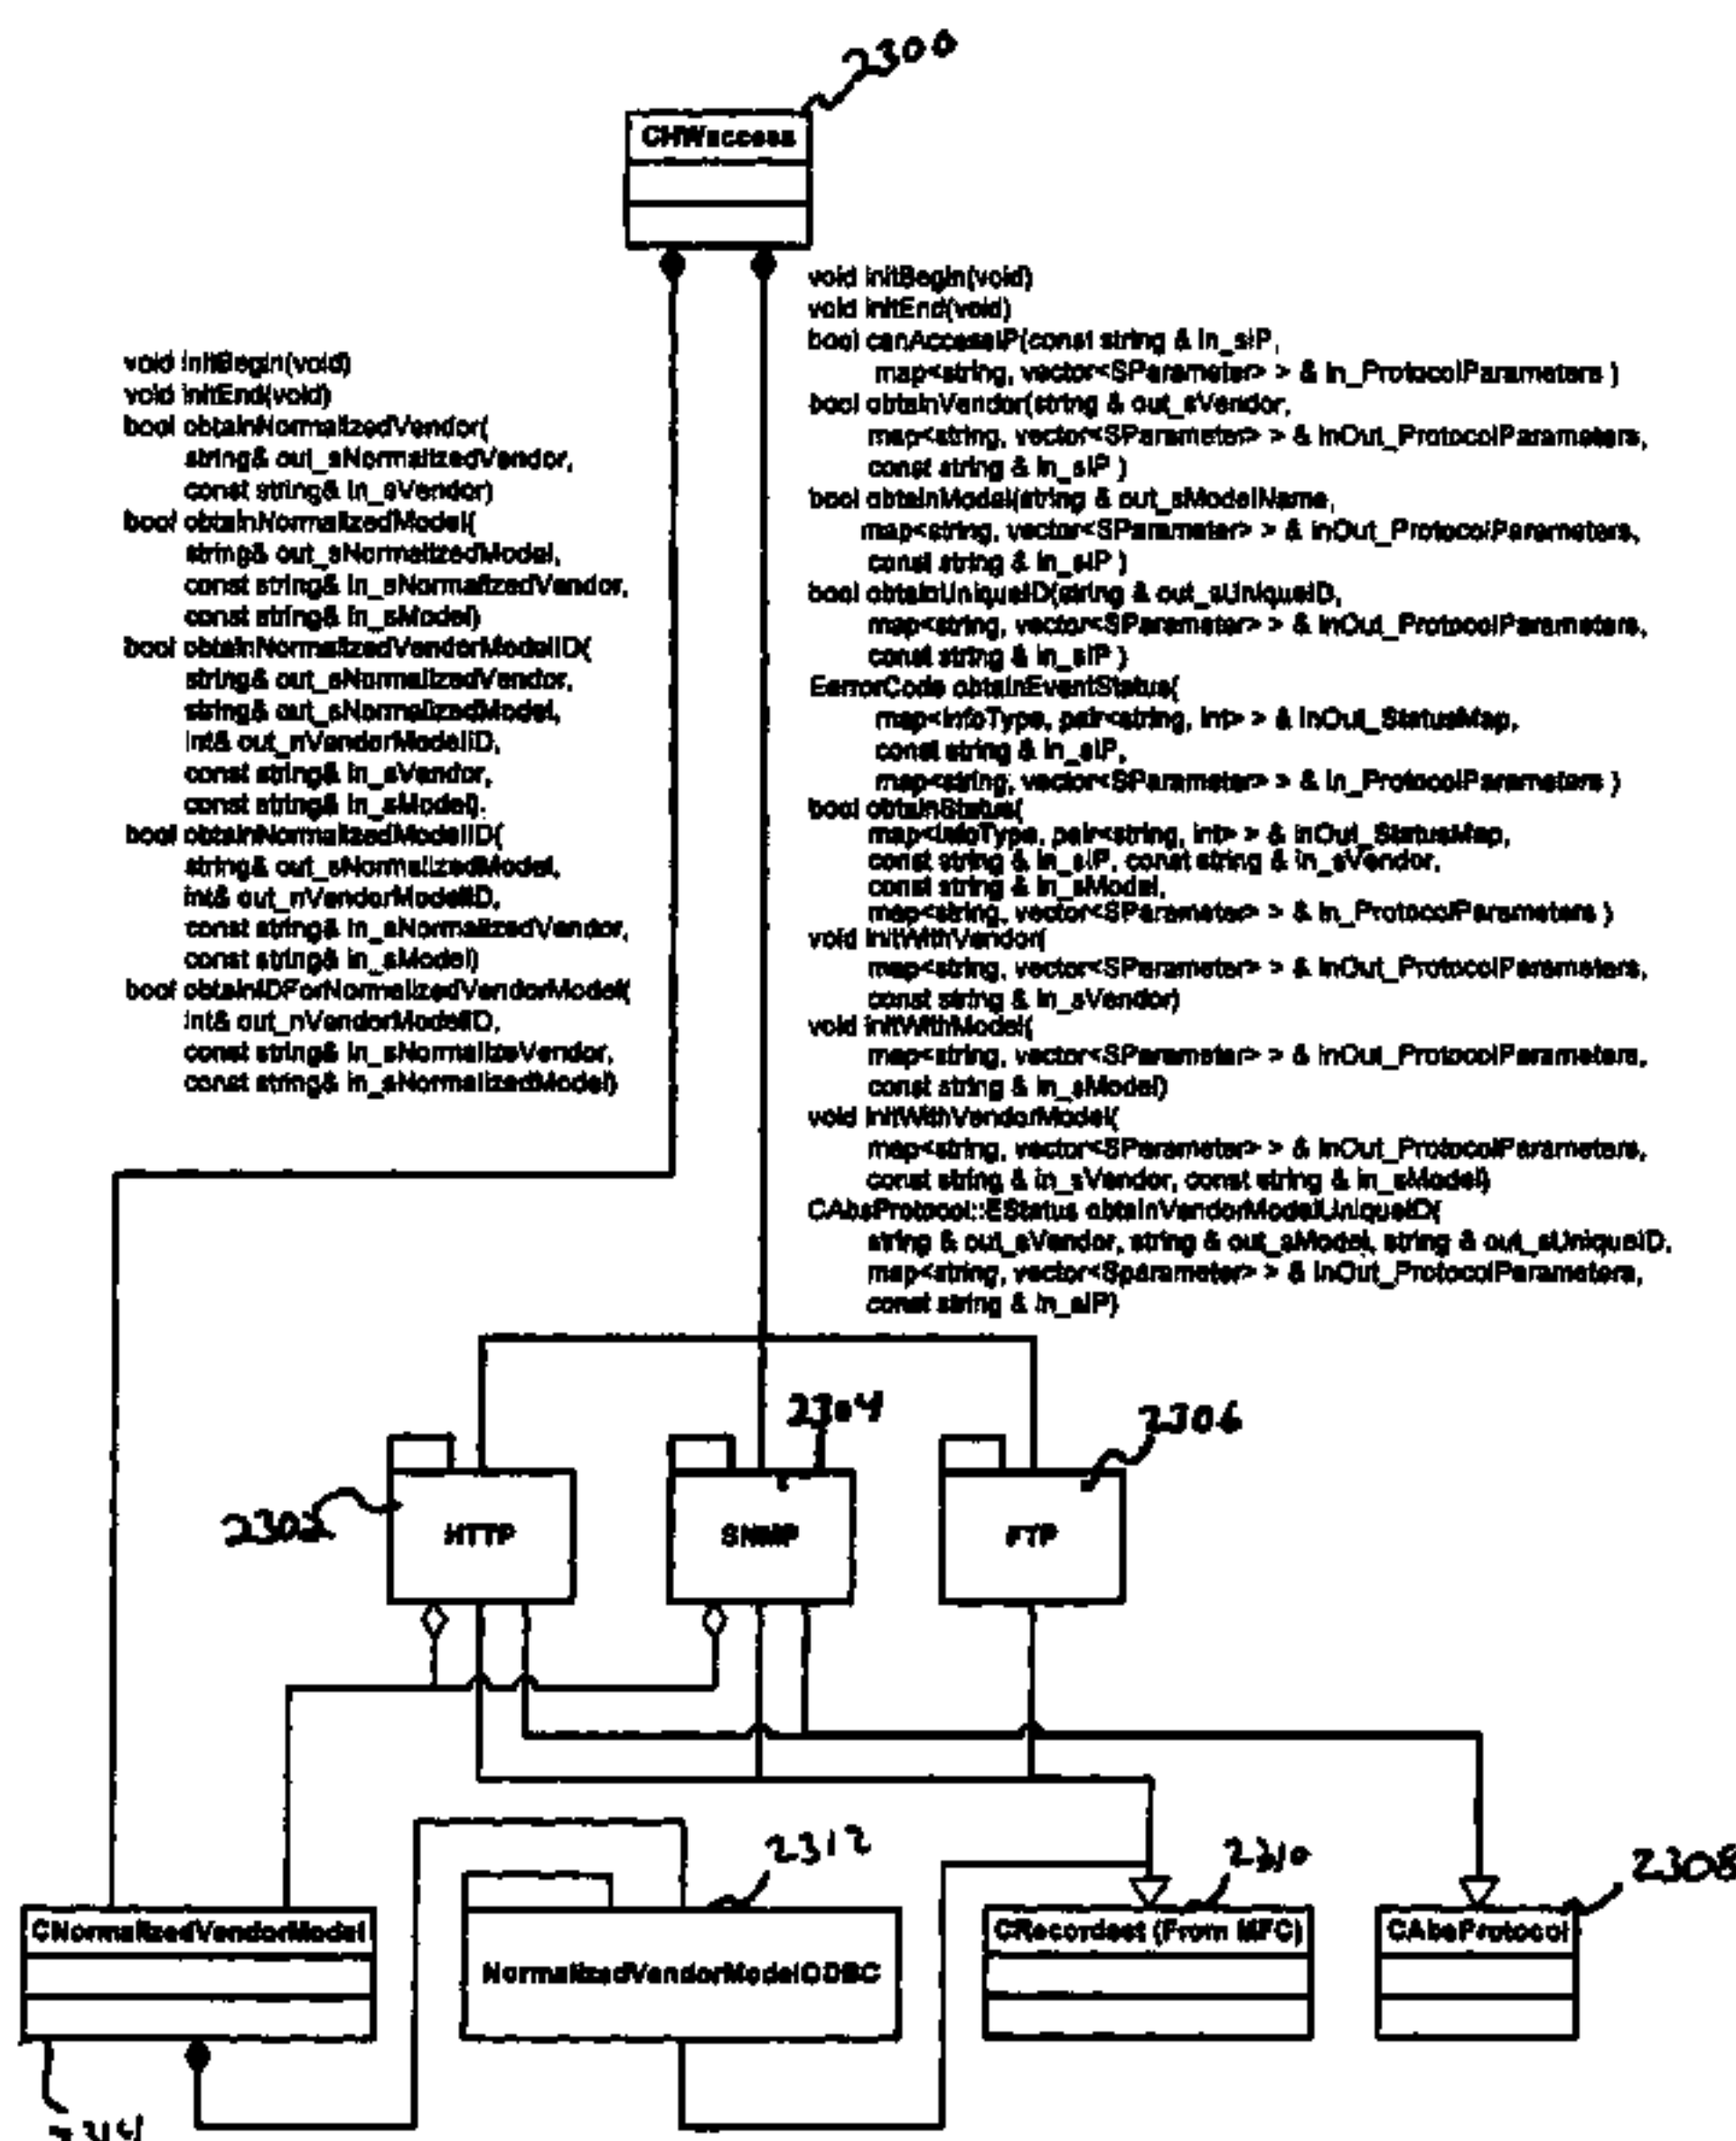 2300
CHWaccess
void initBegin(void)
void initEnd(void)
bool obtainNormalizedVendor(
string& out_sNormalizedVendor,
const string& in_sVendor)
bool obtainNormalizedModel(
string& out_sNormalizedModel,
const string& in_sNormalizedVendor,
const string& in_sModel)
bool obtainNormalizedVendorModelID(
string& out_sNormalizedVendor,
string& out_sNormalizedModel,
int& out_nVendorModelID,
const string& in_sVendor,
const string& in_sModel).
bool obtainNormalizedModelID(
string& out_sNormalizedModel,
int& out_nVendorModelID,
const string& in_sNormalizedVendor,
const string& in_sModel)
bool obtainIDForNormalizedVendorModel(
int& out_nVendorModelID,
const string& in_sNormalizeVendor,
const string& in_sNormalizedModel)
void initBegin(void)
void initEnd(void)
bool canAccessIP(const string & in_sIP,
map<string, vector<SParameter> > & in_ProtocolParameters )
bool obtainVendor(string & out_sVendor,
map<string, vector<SParameter> > & inOut_ProtocolParameters,
const string & in_sIP )
bool obtainModel(string & out_sModelName,
map<string, vector<SParameter> > & inOut_ProtocolParameters,
const string & in_sIP )
bool obtainUniqueID(string & out_sUniqueID,
map<string, vector<SParameter> > & inOut_ProtocolParameters,
const string & in_sIP )
EerrorCode obtainEventStatus(
map<infoType, pair<string, int> > & inOut_StatusMap,
const string & in_sIP,
map<string, vector<SParameter> > & in_ProtocolParameters )
bool obtainStatus(
map<infoType, pair<string, int> > & inOut_StatusMap,
const string & in_sIP, const string & in_sVendor,
const string & in_sModel,
map<string, vector<SParameter> > & in_ProtocolParameters )
void initWithVendor(
map<string, vector<SParameter> > & inOut_ProtocolParameters,
const string & in_sVendor)
void initWithModel(
map<string, vector<SParameter> > & inOut_ProtocolParameters,
const string & in_sModel)
void initWithVendorModel(
map<string, vector<SParameter> > & inOut_ProtocolParameters,
const string & in_sVendor, const string & in_sModel)
CAbsProtocol::EStatus obtainVendorModelUniqueID(
string & out_sVendor, string & out_sModel, string & out_sUniqueID,
map<string, vector<Sparameter> > & inOut_ProtocolParameters,
const string & in_sIP)
2304
2306
2302
HTTP
SNMP
FTP
2312
2310
2308
CNormalizedVendorModel
NormalizedVendorModelODBC
CRecordset (From MFC)
CAbsProtocol
2314